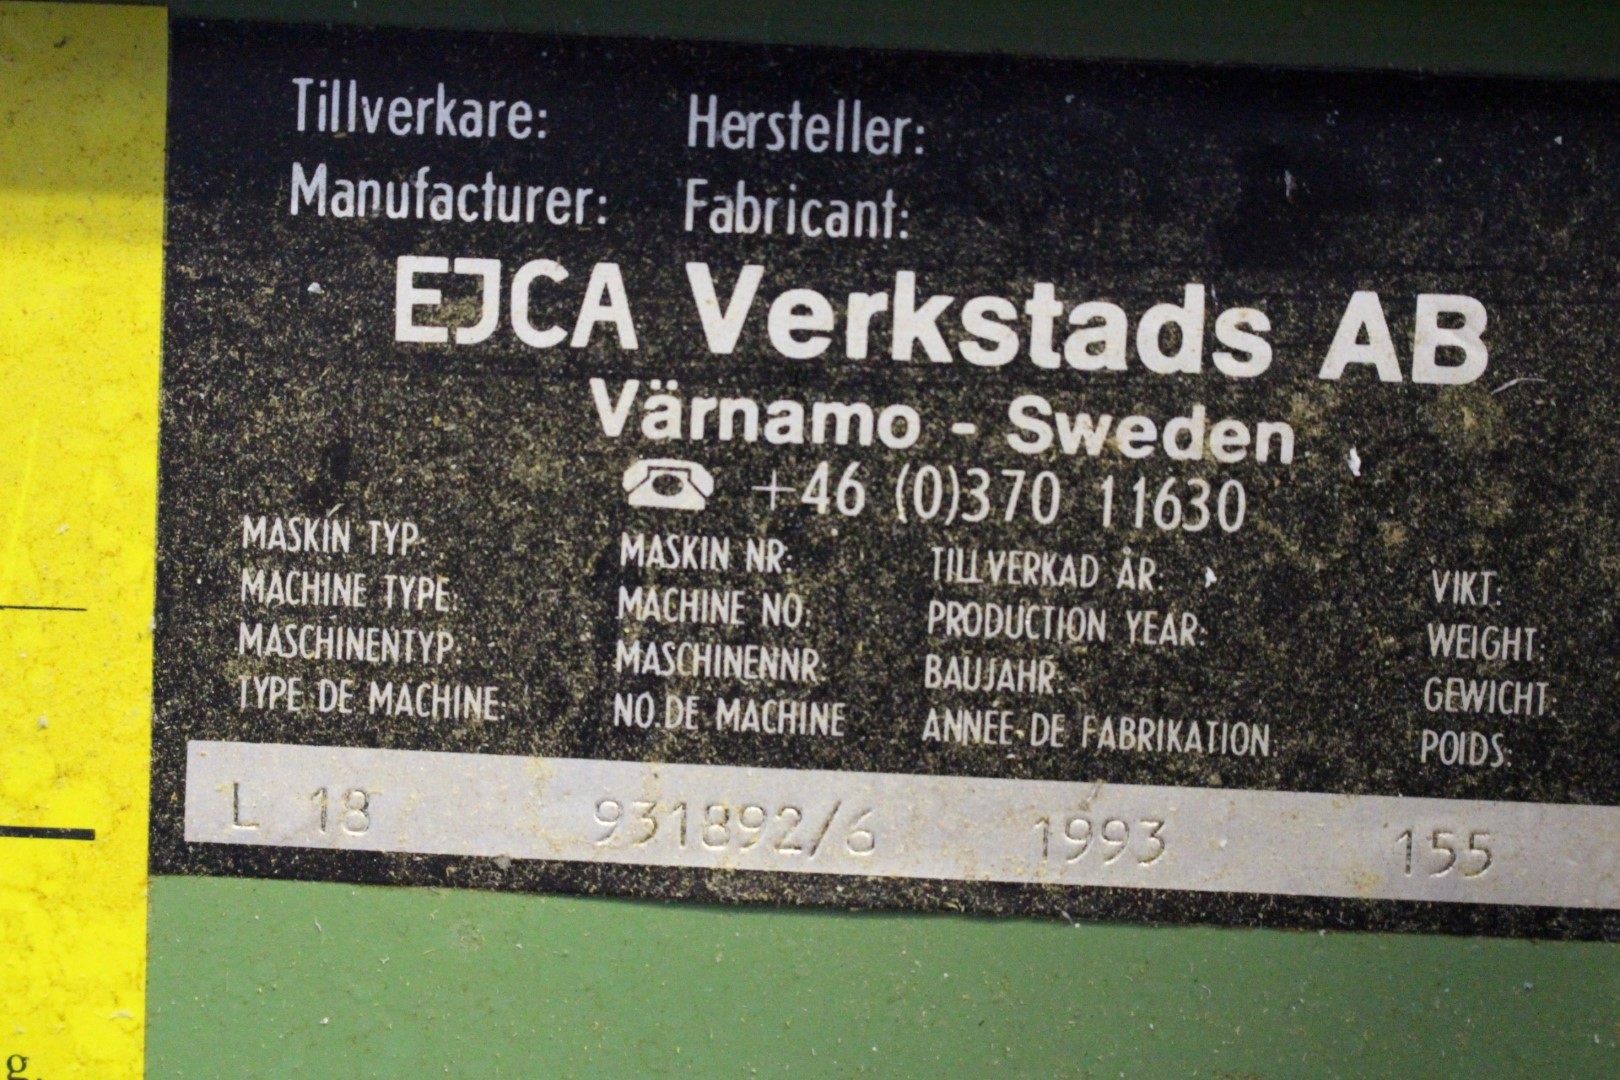 Tillverkare: Hersteller:
Manufacturer: Fabricant:
EJCA Verkstads AB
Värnamo - Sweden
+46 (0)370 11630
MASKIN TYP: MASKIN NR: TILLVERKAD ÅR: VIKT:
MACHINE TYPE: MACHINE NO: PRODUCTION YEAR: WEIGHT:
MASCHINENTYP: MASCHINENNR: BAUJAHR: GEWICHT:
TYPE DE MACHINE: NO.DE MACHINE ANNÉE DE FABRIKATION: POIDS:
L 18 931892/6 1993 155
g.